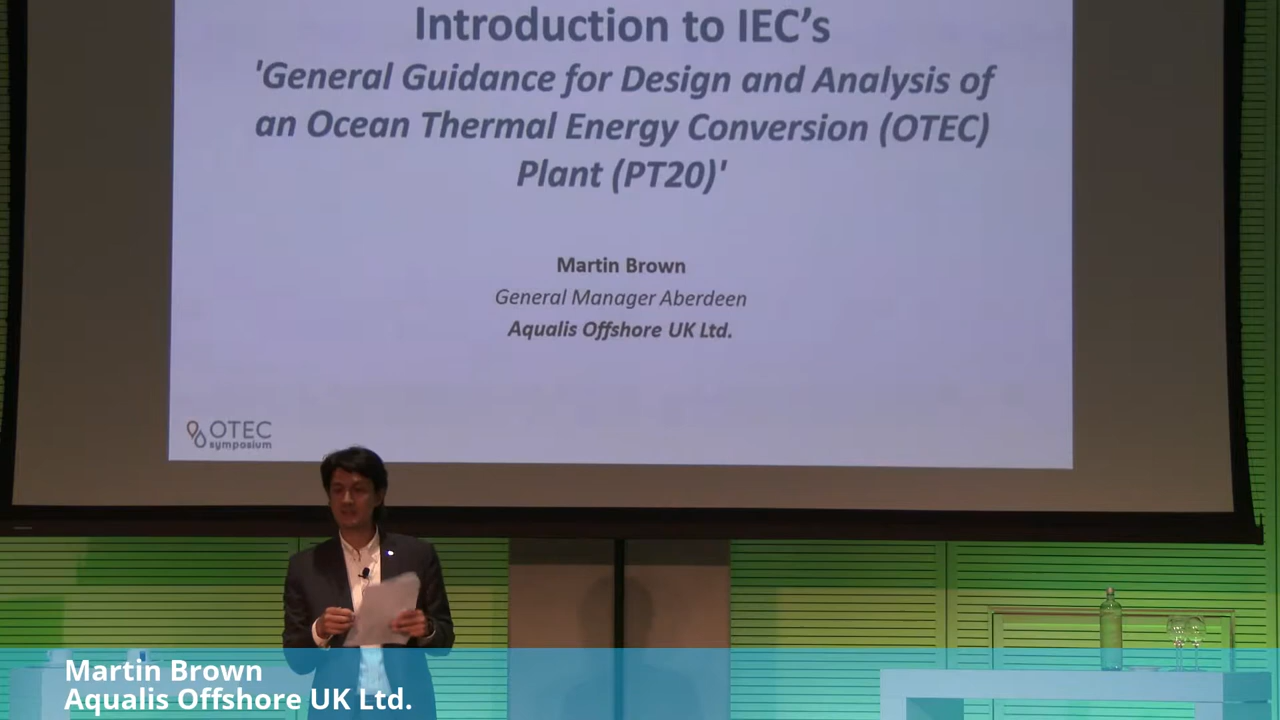 Introduction to IEC's
'General Guidance for Design and Analysis of
an Ocean Thermal Energy Conversion (OTEC)
Plant (PT20)'
Martin Brown
General Manager Aberdeen
Aqualis Offshore UK Ltd.
OTEC
symposium
Martin Brown
Aqualis Offshore UK Ltd.